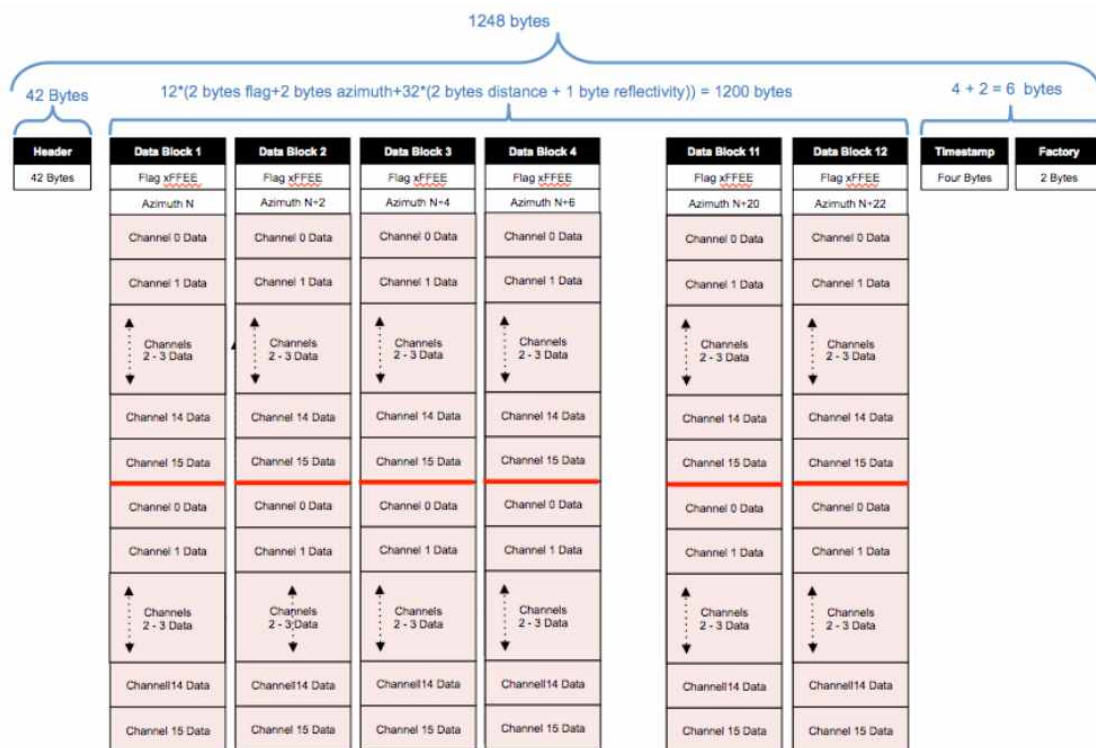 1248 bytes
42 Bytes
12*(2 bytes flag+2 bytes azimuth+32*(2 bytes distance + 1 byte reflectivity)) = 1200 bytes
4 + 2 = 6 bytes
Header
42 Bytes
Data Block 1
Flag xFFEE
Azimuth N
Channel 0 Data
Channel 1 Data
Channels
2 - 3 Data
Channel 14 Data
Channel 15 Data
Channel 0 Data
Channel 1 Data
Channels
2 - 3 Data
Channell14 Data
Channel 15 Data
Data Block 2
Flag xFFEE
Azimuth N+2
Channel 0 Data
Channel 1 Data
Channels
2 - 3 Data
Channel 14 Data
Channel 15 Data
Channel 0 Data
Channel 1 Data
Channels
2 - 3 Data
Channell14 Data
Channel 15 Data
Data Block 3
Flag xFFEE
Azimuth N+4
Channel 0 Data
Channel 1 Data
Channels
2 - 3 Data
Channel 14 Data
Channel 15 Data
Channel 0 Data
Channel 1 Data
Channels
2 - 3 Data
Channell14 Data
Channel 15 Data
Data Block 4
Flag xFFEE
Azimuth N+6
Channel 0 Data
Channel 1 Data
Channels
2 - 3 Data
Channel 14 Data
Channel 15 Data
Channel 0 Data
Channel 1 Data
Channels
2 - 3 Data
Channell14 Data
Channel 15 Data
Data Block 11
Flag xFFEE
Azimuth N+20
Channel 0 Data
Channel 1 Data
Channels
2 - 3 Data
Channel 14 Data
Channel 15 Data
Channel 0 Data
Channel 1 Data
Channels
2 - 3 Data
Channell14 Data
Channel 15 Data
Data Block 12
Flag xFFEE
Azimuth N+22
Channel 0 Data
Channel 1 Data
Channels
2 - 3 Data
Channel 14 Data
Channel 15 Data
Channel 0 Data
Channel 1 Data
Channels
2 - 3 Data
Channell14 Data
Channel 15 Data
Timestamp
Four Bytes
Factory
2 Bytes